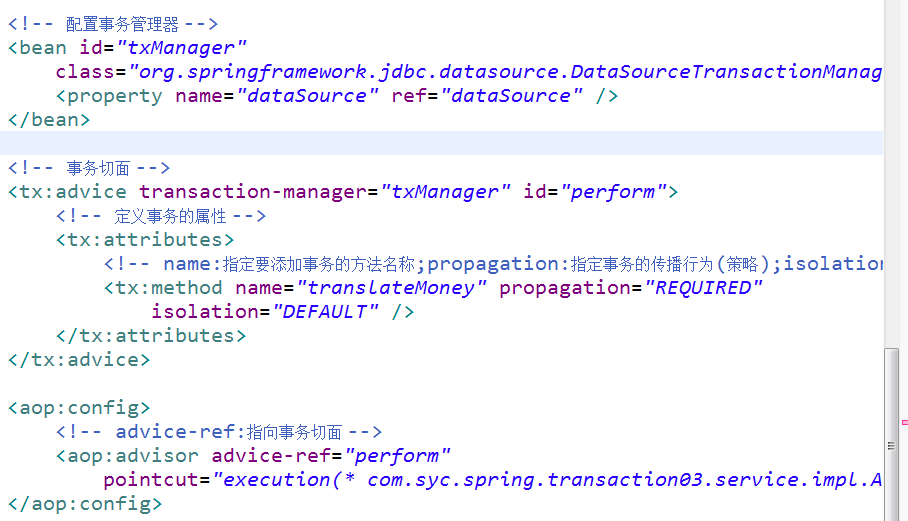 <!-- 配置事务管理器 -->
<bean id="txManager"
class="org.springframework.jdbc.datasource.DataSourceTransactionManag
<property name="dataSource" ref="dataSource" />
</bean>
<!-- 事务切面 -->
<tx:advice transaction-manager="txManager" id="perform">
<!-- 定义事务的属性 -->
<tx:attributes>
<!-- name:指定要添加事务的方法名称;propagation:指定事务的传播行为(策略);isolation
<tx:method name="translateMoney" propagation="REQUIRED"
isolation="DEFAULT" />
</tx:attributes>
</tx:advice>
<aop:config>
<!-- advice-ref:指向事务切面 -->
<aop:advisor advice-ref="perform"
pointcut="execution(* com.syc.spring.transaction03.service.impl.A
</aop:config>